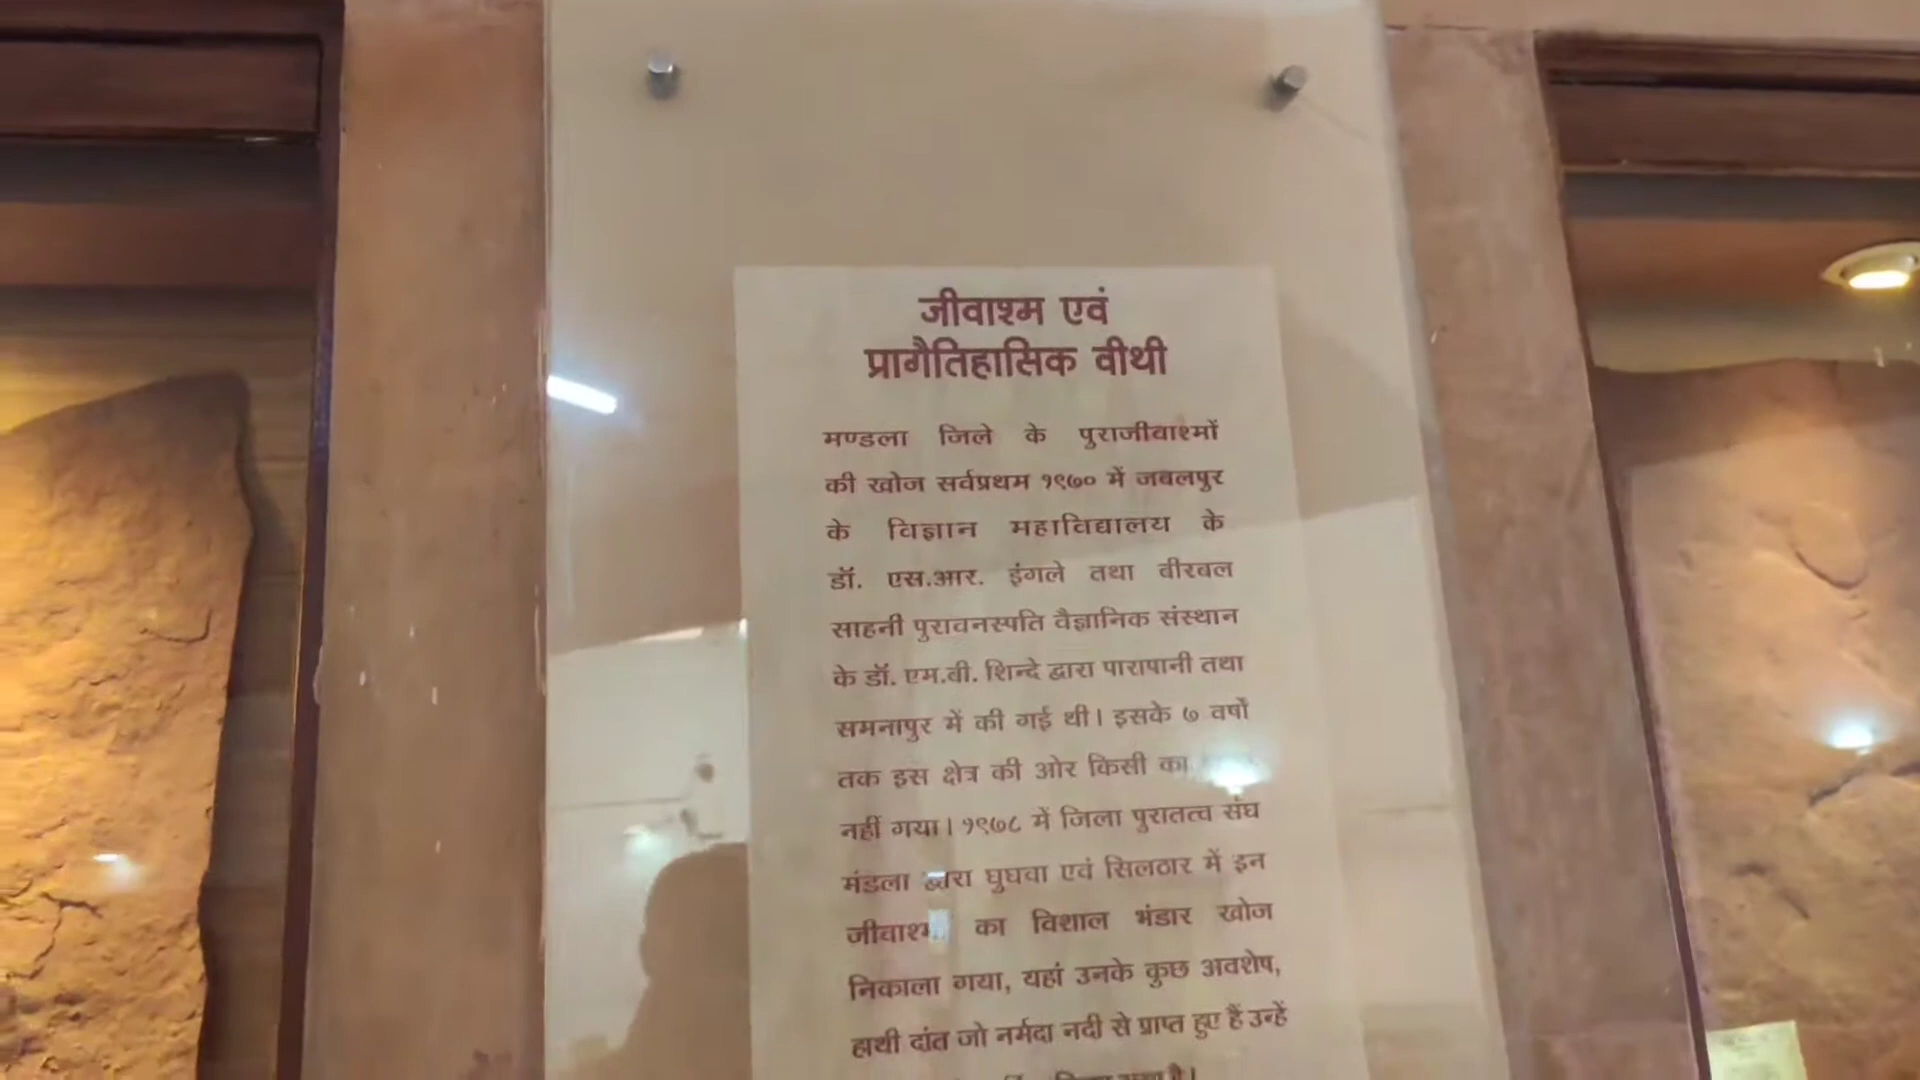 जीवाश्म एवं
प्रागैतिहासिक वीथी
मण्डला जिले के पुराजीवाश्मों
की खोज सर्वप्रथम १९७० में जबलपुर
के विज्ञान महाविद्यालय के
डॉ. एस.आर. इंगले तथा बीरबल
साहनी पुरावनस्पति वैज्ञानिक संस्थान
के डॉ. एम.बी. शिन्दे द्वारा पारापानी तथा
समनापुर में की गई थी। इसके ७ वर्षों
तक इस क्षेत्र की ओर किसी का
नहीं गया। १९७८ में जिला पुरातत्व संघ
मंडला द्वारा घुघवा एवं सिलठार में इन
का विशाल भंडार खोज
निकाला गया, यहां उनके कुछ अवशेष,
हाथी दांत जो नर्मदा नदी से प्राप्त हुए हैं उन्हें